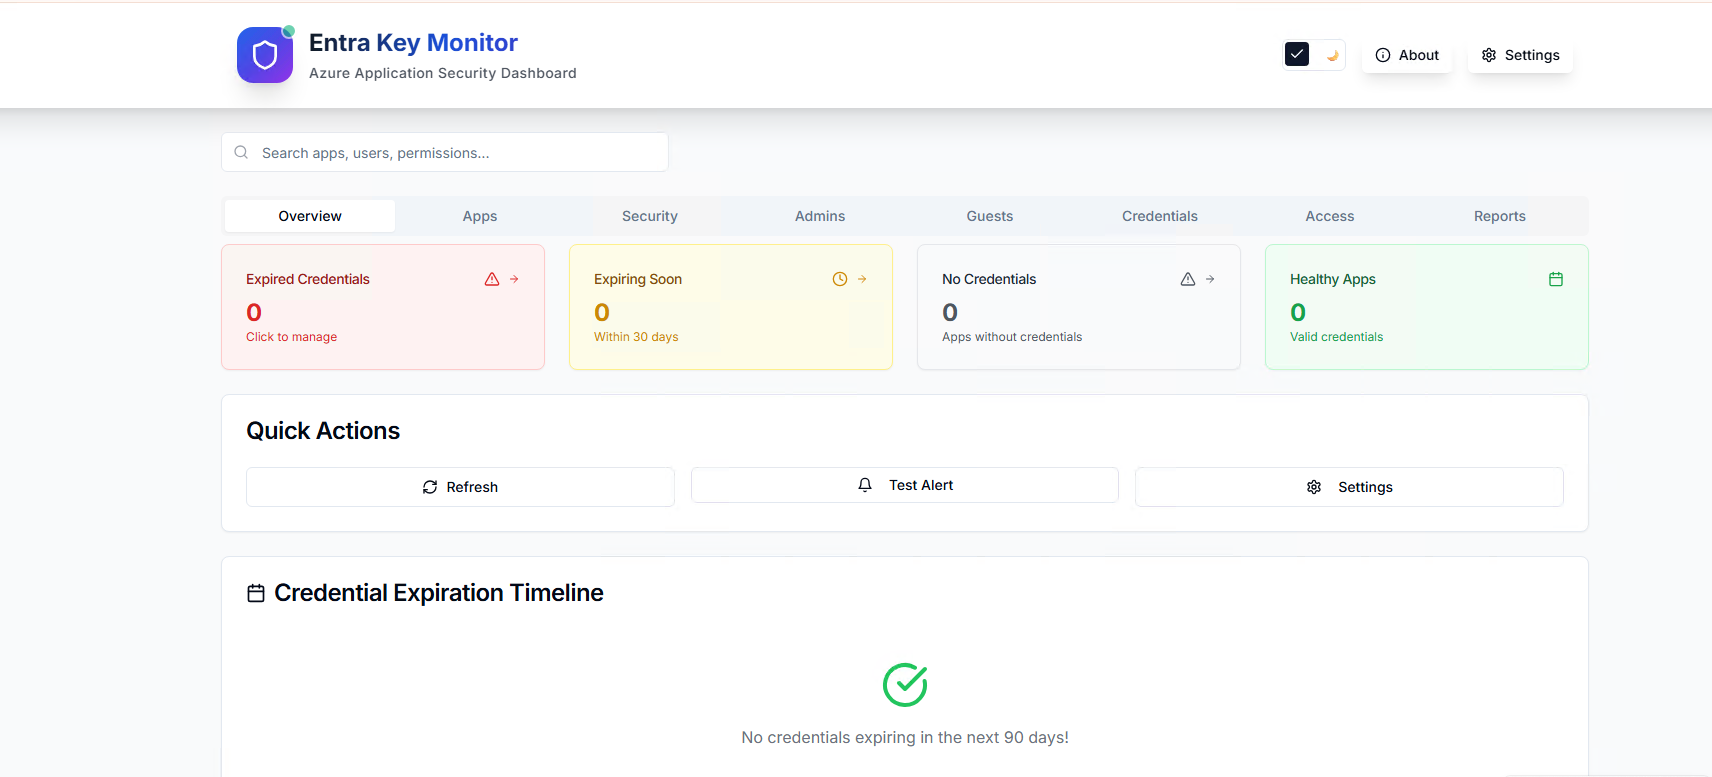 Entra Key Monitor
Azure Application Security Dashboard
About
Settings
Search apps, users, permissions...
Overview
Apps
Security
Admins
Guests
Credentials
Access
Reports
Expired Credentials
0
Click to manage
Expiring Soon
0
Within 30 days
No Credentials
0
Apps without credentials
Healthy Apps
0
Valid credentials
Quick Actions
Refresh
Test Alert
Settings
Credential Expiration Timeline
No credentials expiring in the next 90 days!